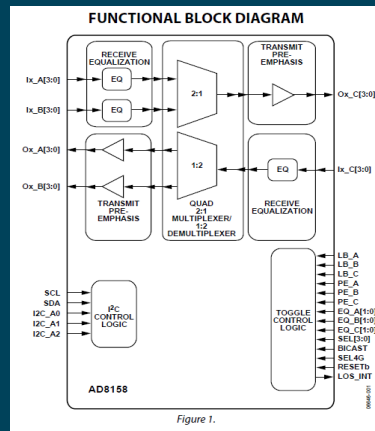 FUNCTIONAL BLOCK DIAGRAM
RECEIVE
EQUALIZATION
TRANSMIT
PRE-
EMPHASIS
Ix_A[3:0]
EQ
2:1
Ox_C[3:0]
Ix_B[3:0]
EQ
Ox_A[3:0]
1:2
EQ
Ix_C[3:0]
Ox_B[3:0]
TRANSMIT
PRE-
EMPHASIS
QUAD
2:1
MULTIPLEXER/
1:2
DEMULTIPLEXER
RECEIVE
EQUALIZATION
SCL
SDA
I2C_A0
I2C_A1
I2C_A2
I²C
CONTROL
LOGIC
TOGGLE
CONTROL
LOGIC
LB_A
LB_B
LB_C
PE_A
PE_B
PE_C
EQ_A[1:0]
EQ_B[1:0]
EQ_C[1:0]
SEL[3:0]
BICAST
SEL4G
RESETb
LOS_INT
AD8158
Figure 1.